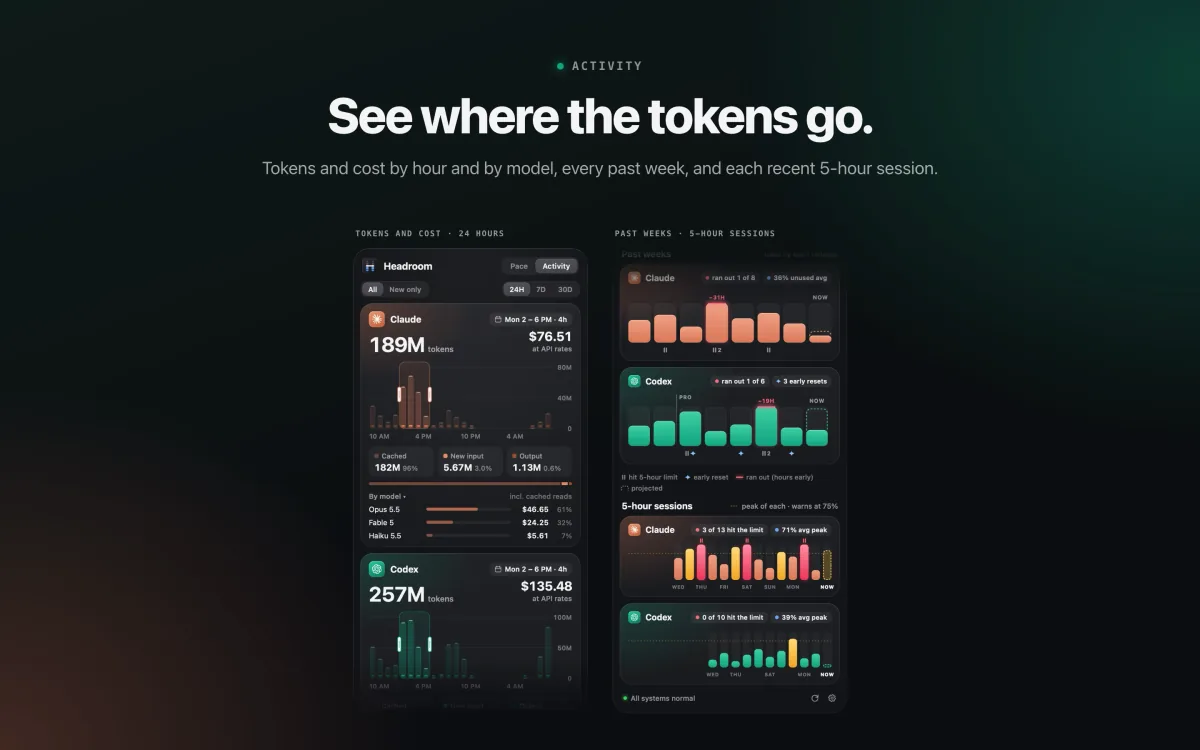 ACTIVITY
See where the tokens go.
Tokens and cost by hour and by model, every past week, and each recent 5-hour session.
TOKENS AND COST · 24 HOURS
Headroom
Pace Activity
All New only
24H 7D 30D
Claude
Mon 2 – 6 PM · 4h
189M tokens
$76.51
at API rates
80M
40M
0
10 AM 4 PM 10 PM 4 AM
Cached
182M 96%
New input
5.67M 3.0%
Output
1.13M 0.6%
By model
incl. cached reads
Opus 5.5 $46.65 61%
Fable 5 $24.25 32%
Haiku 5.5 $5.61 7%
Codex
Mon 2 – 6 PM · 4h
257M tokens
$135.48
at API rates
100M
50M
0
10 AM 4 PM 10 PM 4 AM
Cached
PAST WEEKS · 5-HOUR SESSIONS
Past weeks
Claude
ran out 1 of 8
38% unused avg
~31H
NOW
2
Codex
ran out 1 of 6
3 early resets
PRO
~19H
NOW
2
hit 5-hour limit early reset ran out (hours early)
projected
5-hour sessions
peak of each · warns at 75%
Claude
3 of 13 hit the limit
71% avg peak
WED THU FRI SAT SUN MON NOW
Codex
0 of 10 hit the limit
39% avg peak
WED THU SAT MON NOW
All systems normal